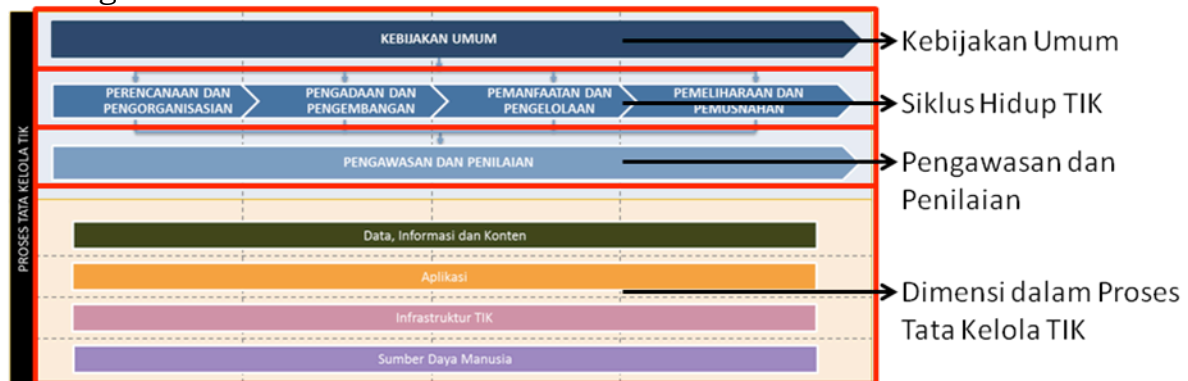 PROSES TATA KELOLA TIK
KEBIJAKAN UMUM
Kebijakan Umum
PERENCANAAN DAN
PENGORGANISASIAN
PENGADAAN DAN
PENGEMBANGAN
PEMANFAATAN DAN
PENGELOLAAN
PEMELIHARAAN DAN
PEMUSNAHAN
Siklus Hidup TIK
PENGAWASAN DAN PENILAIAN
Pengawasan dan
Penilaian
Data, Informasi dan Konten
Aplikasi
Infrastruktur TIK
Sumber Daya Manusia
Dimensi dalam Proses
Tata Kelola TIK